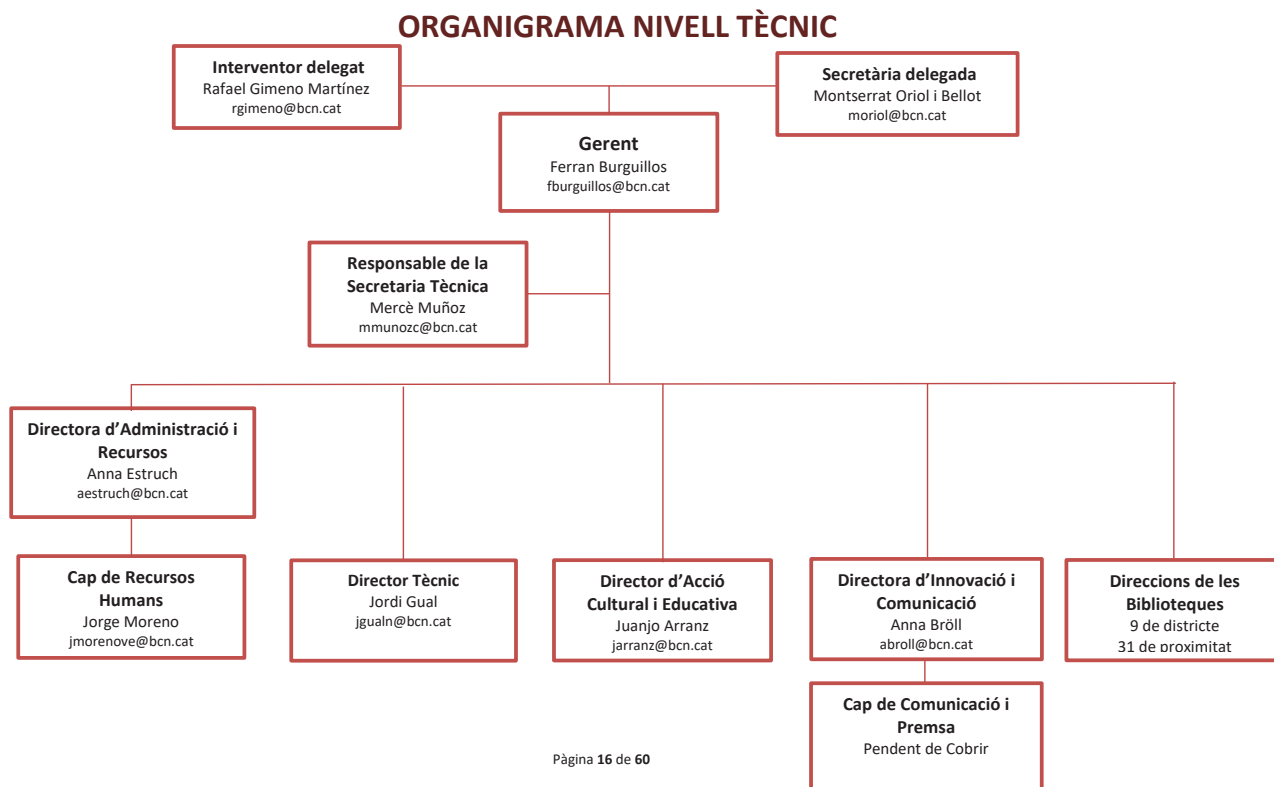 ORGANIGRAMA NIVELL TÈCNIC
Interventor delegat
Rafael Gimeno Martínez
rgimeno@bcn.cat
Secretària delegada
Montserrat Oriol i Bellot
moriol@bcn.cat
Gerent
Ferran Burguillos
fburguillos@bcn.cat
Responsable de la
Secretaria Tècnica
Mercè Muñoz
mmunozc@bcn.cat
Directora d’Administració i
Recursos
Anna Estruch
aestruch@bcn.cat
Cap de Recursos
Humans
Jorge Moreno
jmorenove@bcn.cat
Director Tècnic
Jordi Gual
jgualn@bcn.cat
Director d’Acció
Cultural i Educativa
Juanjo Arranz
jarranz@bcn.cat
Directora d’Innovació i
Comunicació
Anna Bröll
abroll@bcn.cat
Direccions de les
Biblioteques
9 de districte
31 de proximitat
Cap de Comunicació i
Premsa
Pendent de Cobrir
Pàgina 16 de 60